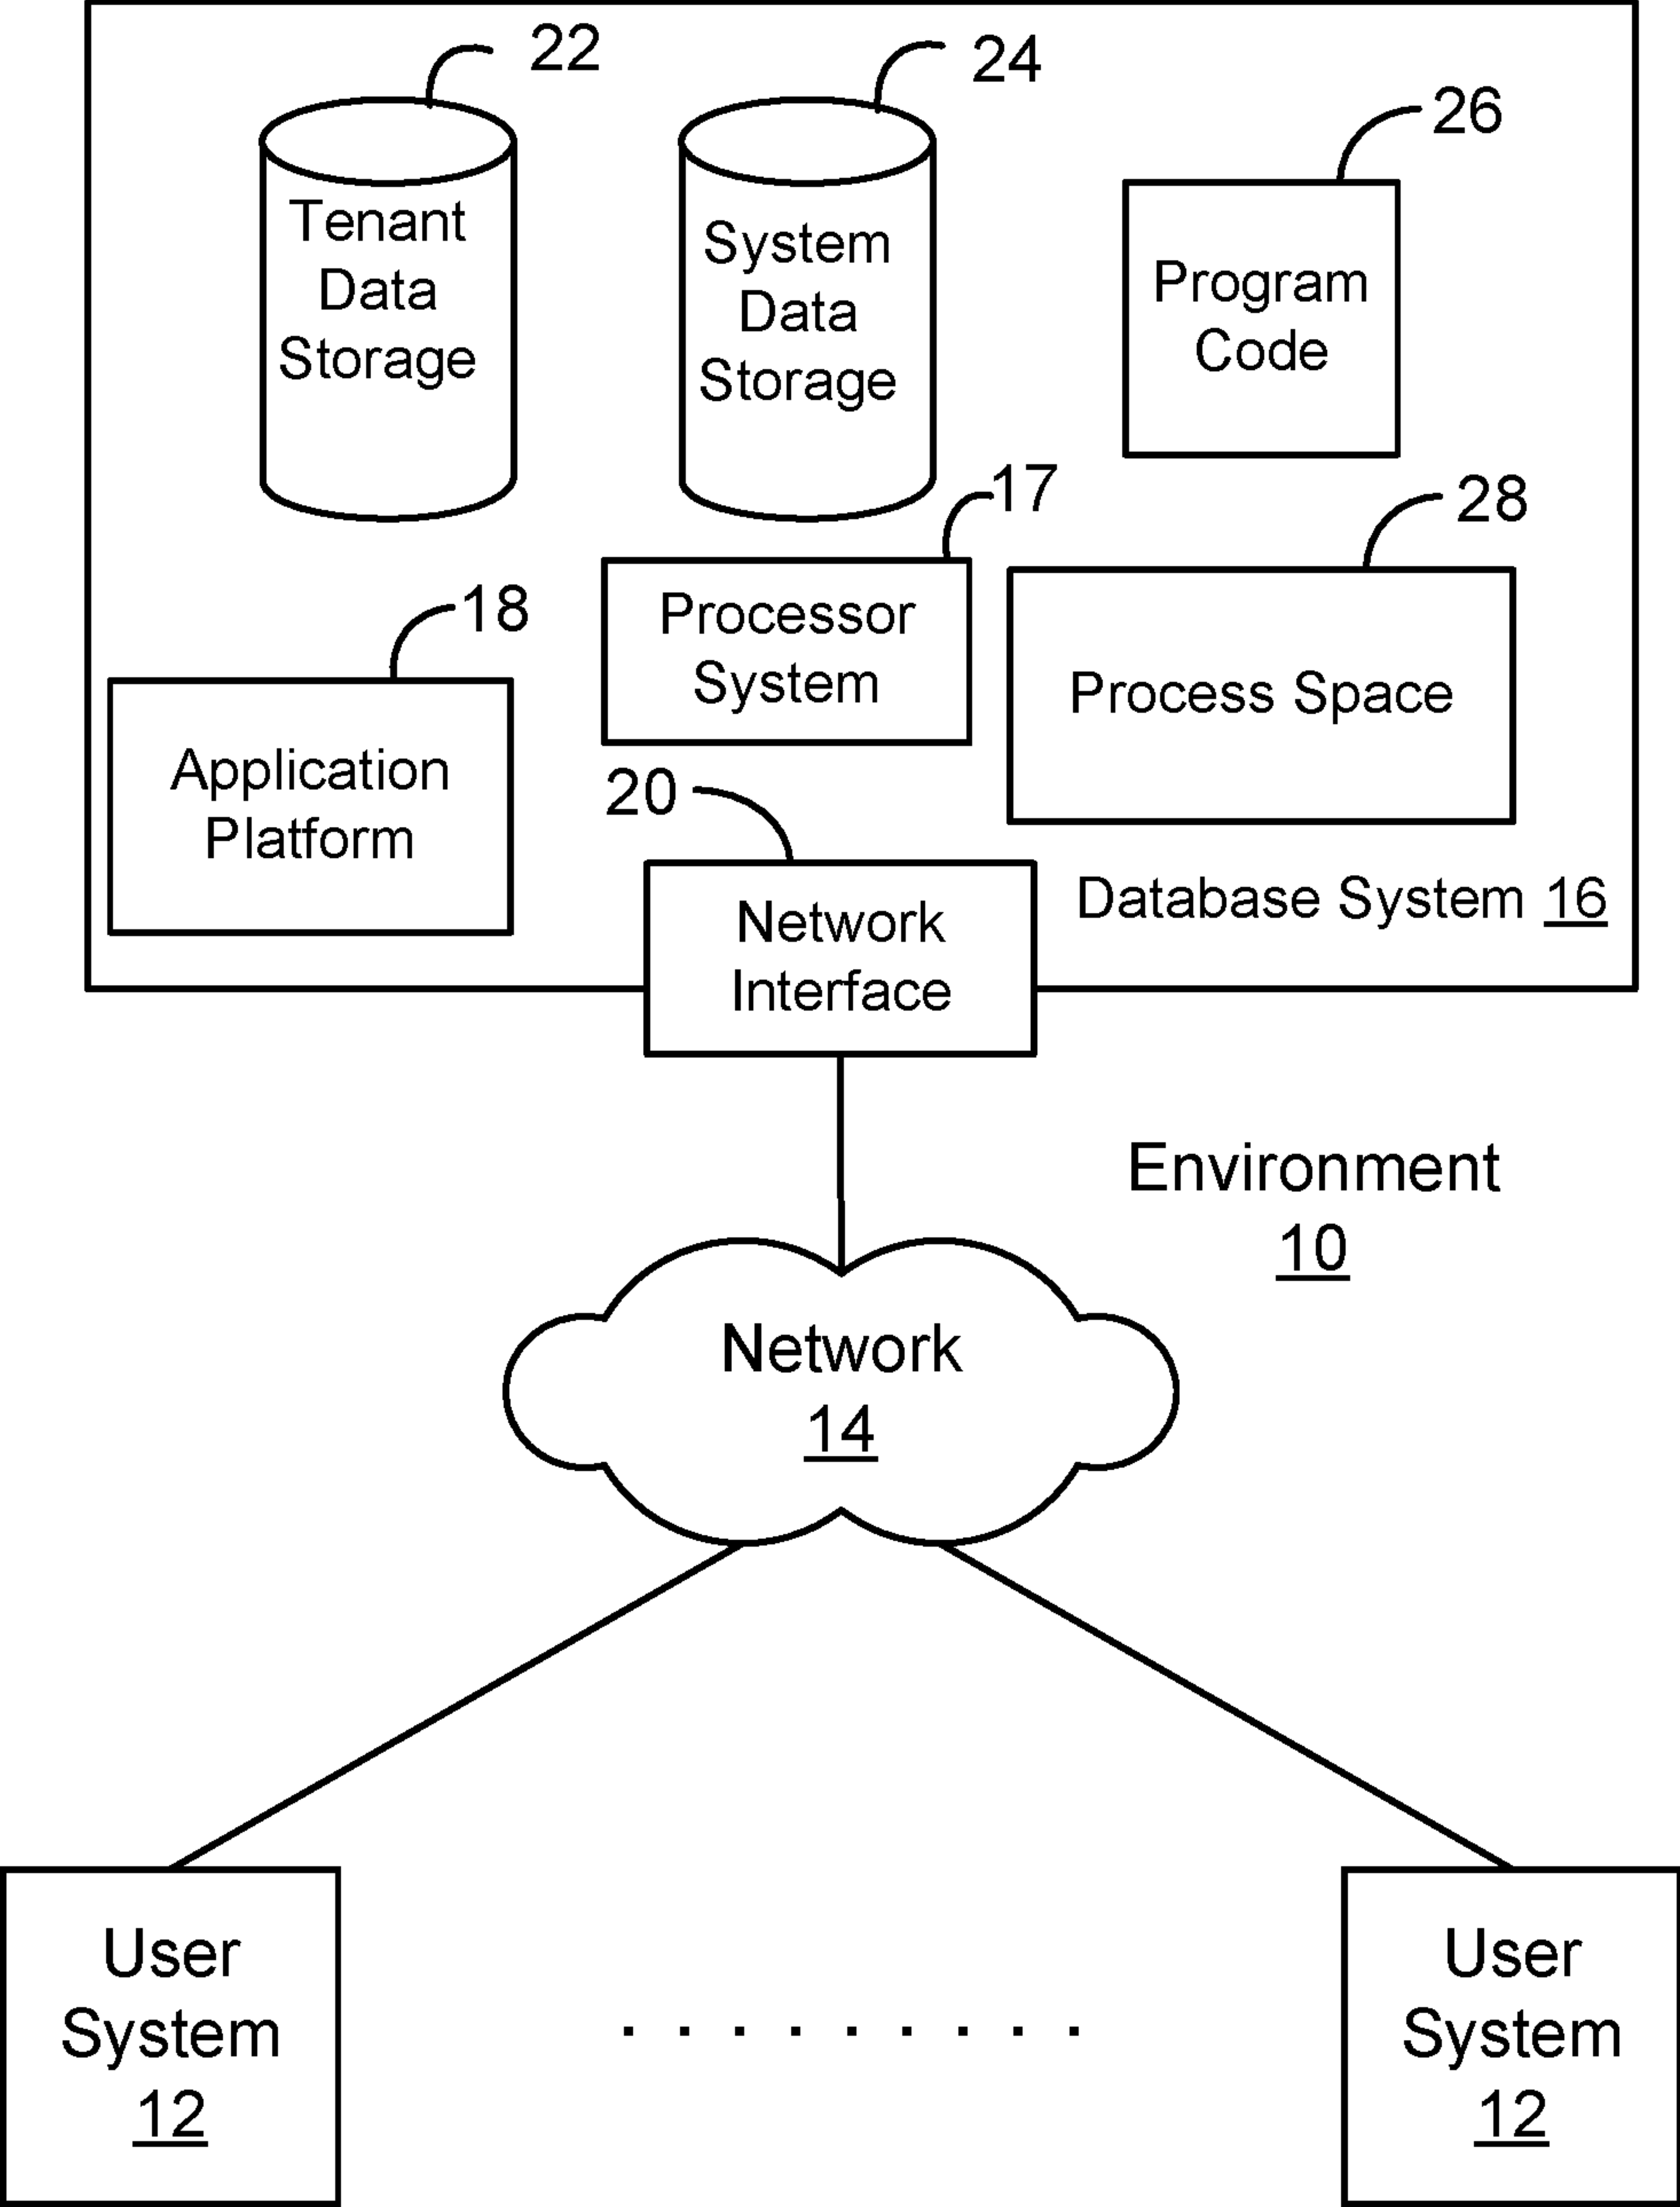 22
24
26
Tenant
Data
Storage
System
Data
Storage
Program
Code
17
28
18
Processor
System
Process Space
Application
Platform
20
Network
Interface
Database System 16
Environment
10
Network
14
User
System
12
. . . . . . . . .
User
System
12